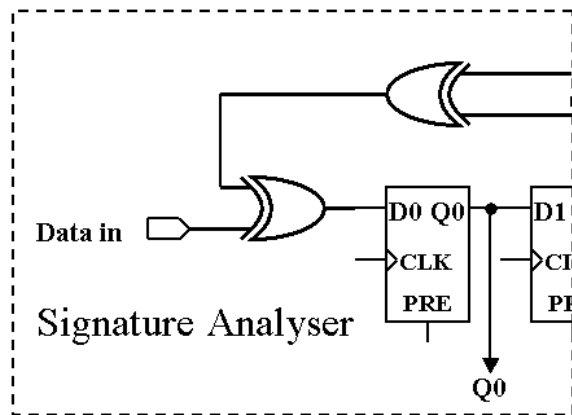 Data in
D0 Q0
CLK
PRE
D1
Signature Analyser
Q0